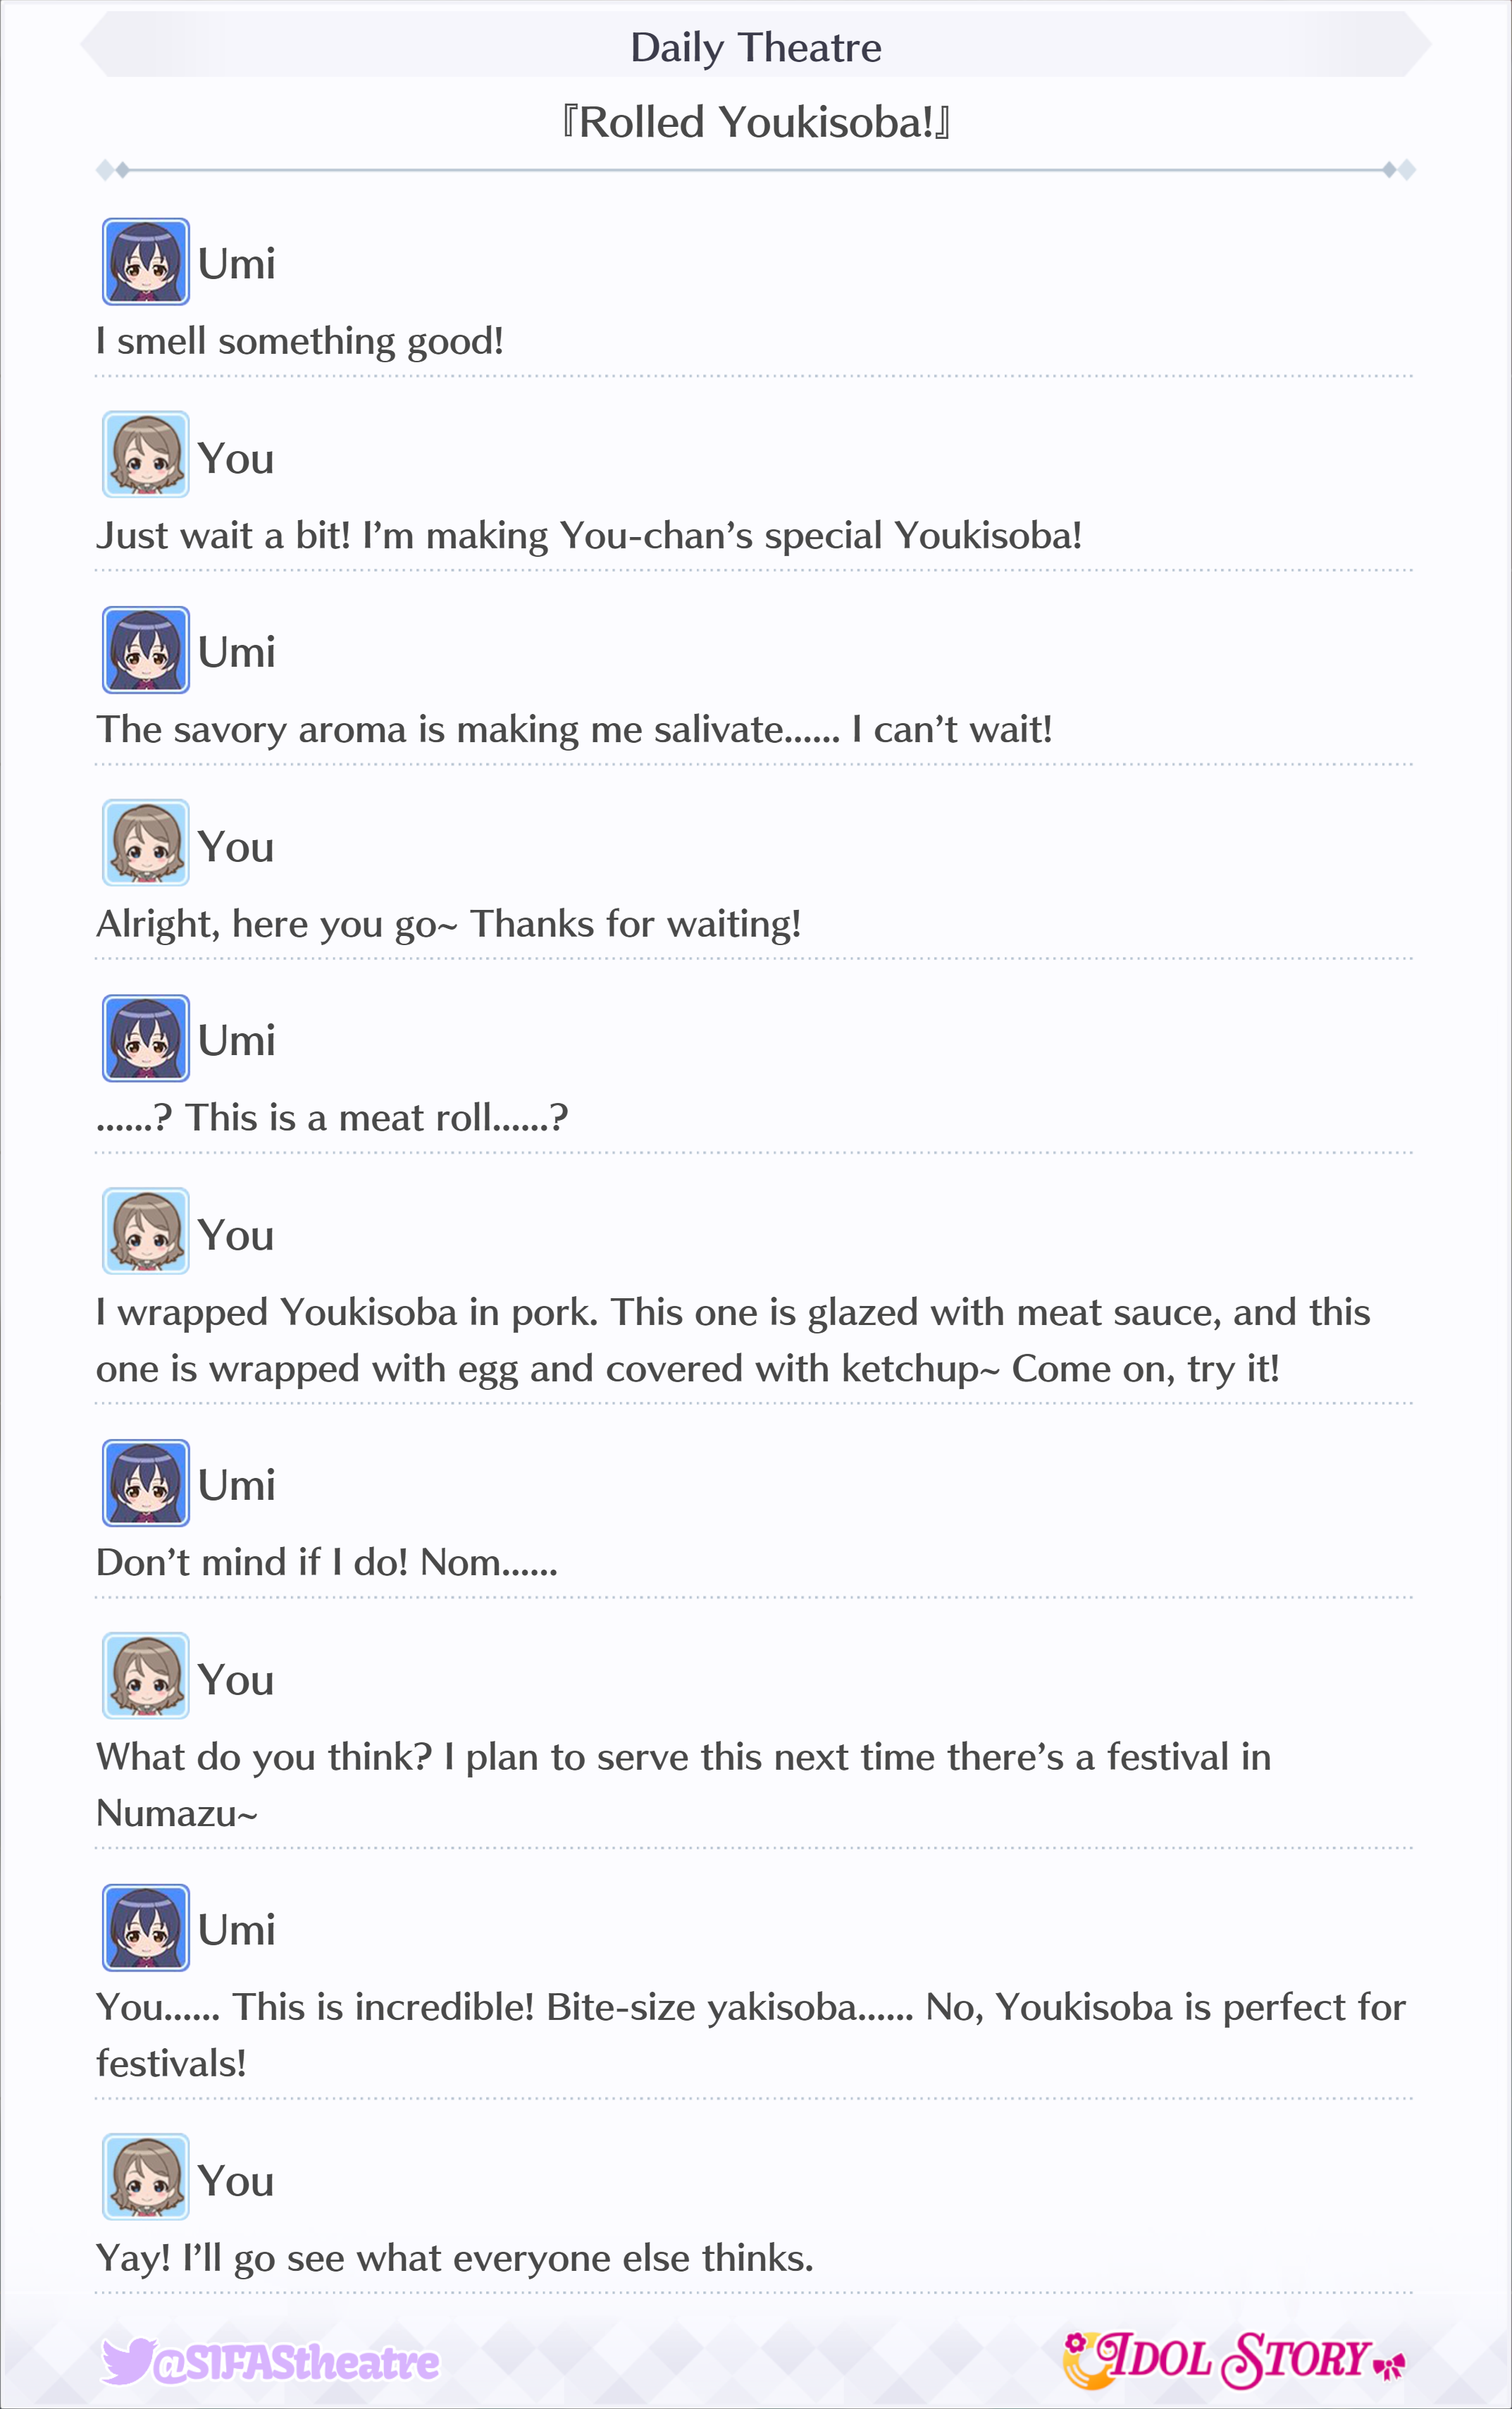 Daily Theatre
『Rolled Youkisoba!』
Umi
I smell something good!
You
Just wait a bit! I’m making You-chan’s special Youkisoba!
Umi
The savory aroma is making me salivate...... I can’t wait!
You
Alright, here you go~ Thanks for waiting!
Umi
......? This is a meat roll......?
You
I wrapped Youkisoba in pork. This one is glazed with meat sauce, and this
one is wrapped with egg and covered with ketchup~ Come on, try it!
Umi
Don’t mind if I do! Nom......
You
What do you think? I plan to serve this next time there’s a festival in
Numazu~
Umi
You...... This is incredible! Bite-size yakisoba...... No, Youkisoba is perfect for
festivals!
You
Yay! I’ll go see what everyone else thinks.
@SIFAStheatre
IDOL STORY